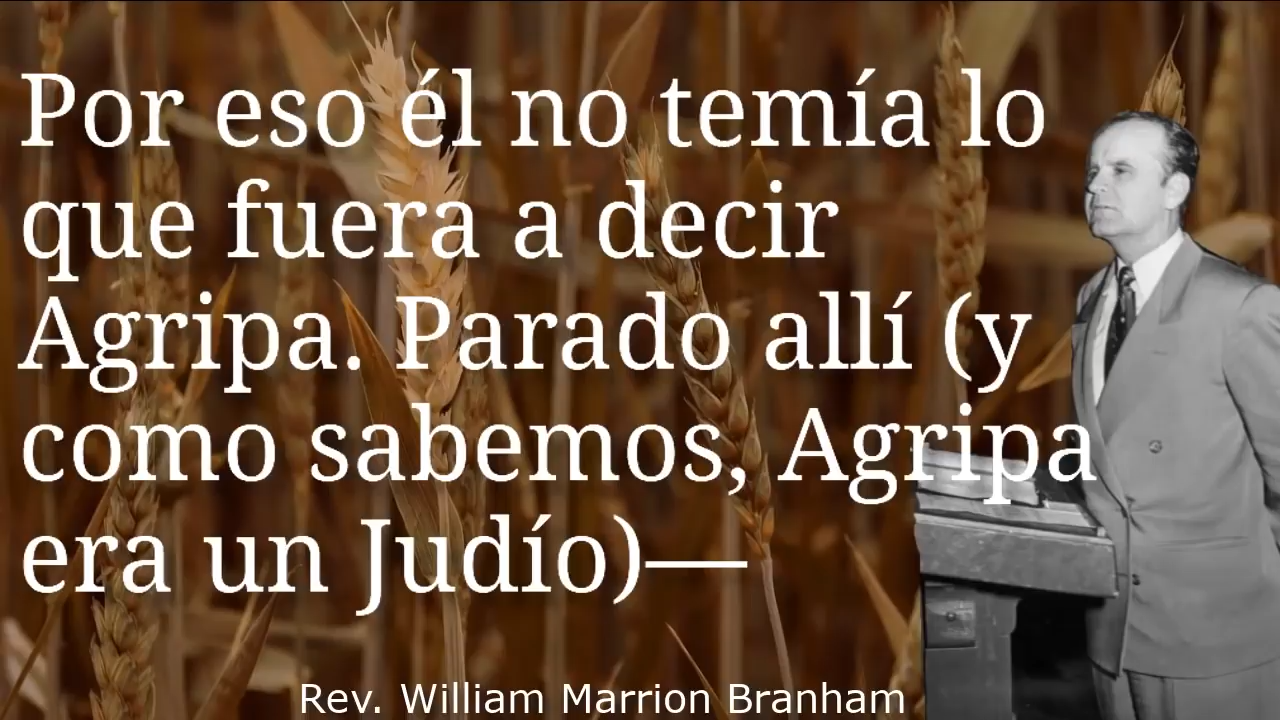 Por eso él no temía lo
que fuera a decir
Agripa. Parado allí (y
como sabemos, Agripa
era un Judío)—
Rev. William Marrion Branham